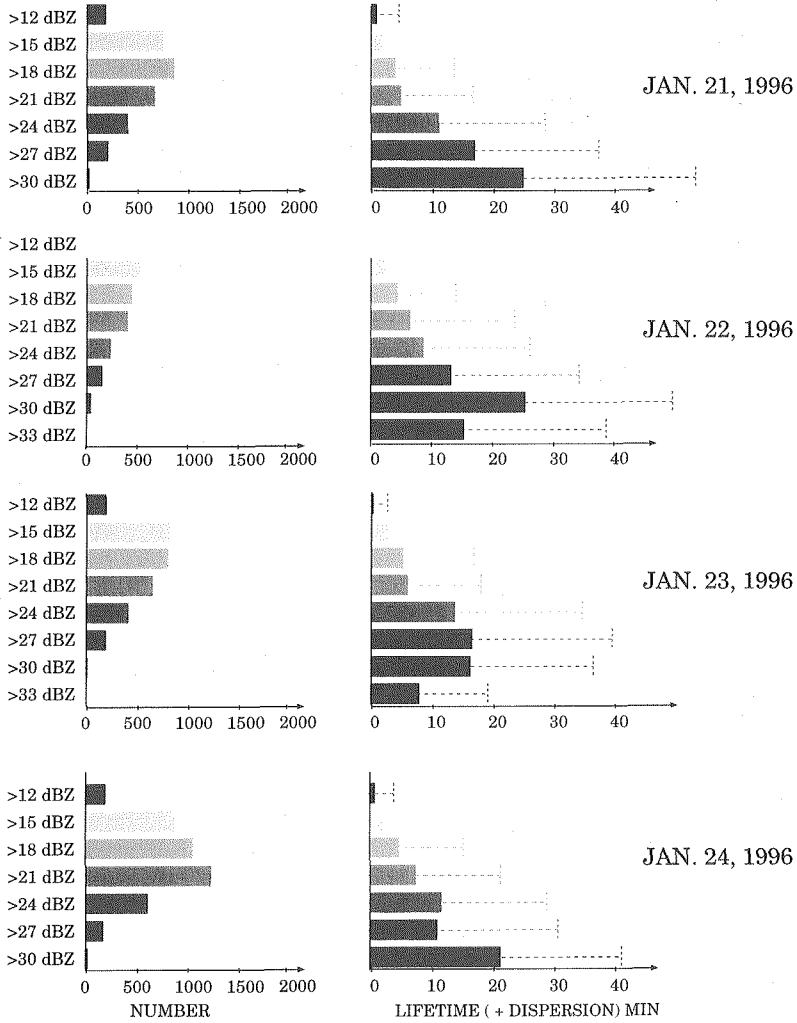 >12 dBZ
>15 dBZ
>18 dBZ
>21 dBZ
>24 dBZ
>27 dBZ
>30 dBZ
0 500 1000 1500 2000
0 10 20 30 40
JAN. 21, 1996
>12 dBZ
>15 dBZ
>18 dBZ
>21 dBZ
>24 dBZ
>27 dBZ
>30 dBZ
>33 dBZ
0 500 1000 1500 2000
0 10 20 30 40
JAN. 22, 1996
>12 dBZ
>15 dBZ
>18 dBZ
>21 dBZ
>24 dBZ
>27 dBZ
>30 dBZ
>33 dBZ
0 500 1000 1500 2000
0 10 20 30 40
JAN. 23, 1996
>12 dBZ
>15 dBZ
>18 dBZ
>21 dBZ
>24 dBZ
>27 dBZ
>30 dBZ
0 500 1000 1500 2000
0 10 20 30 40
JAN. 24, 1996
NUMBER
LIFETIME ( + DISPERSION) MIN